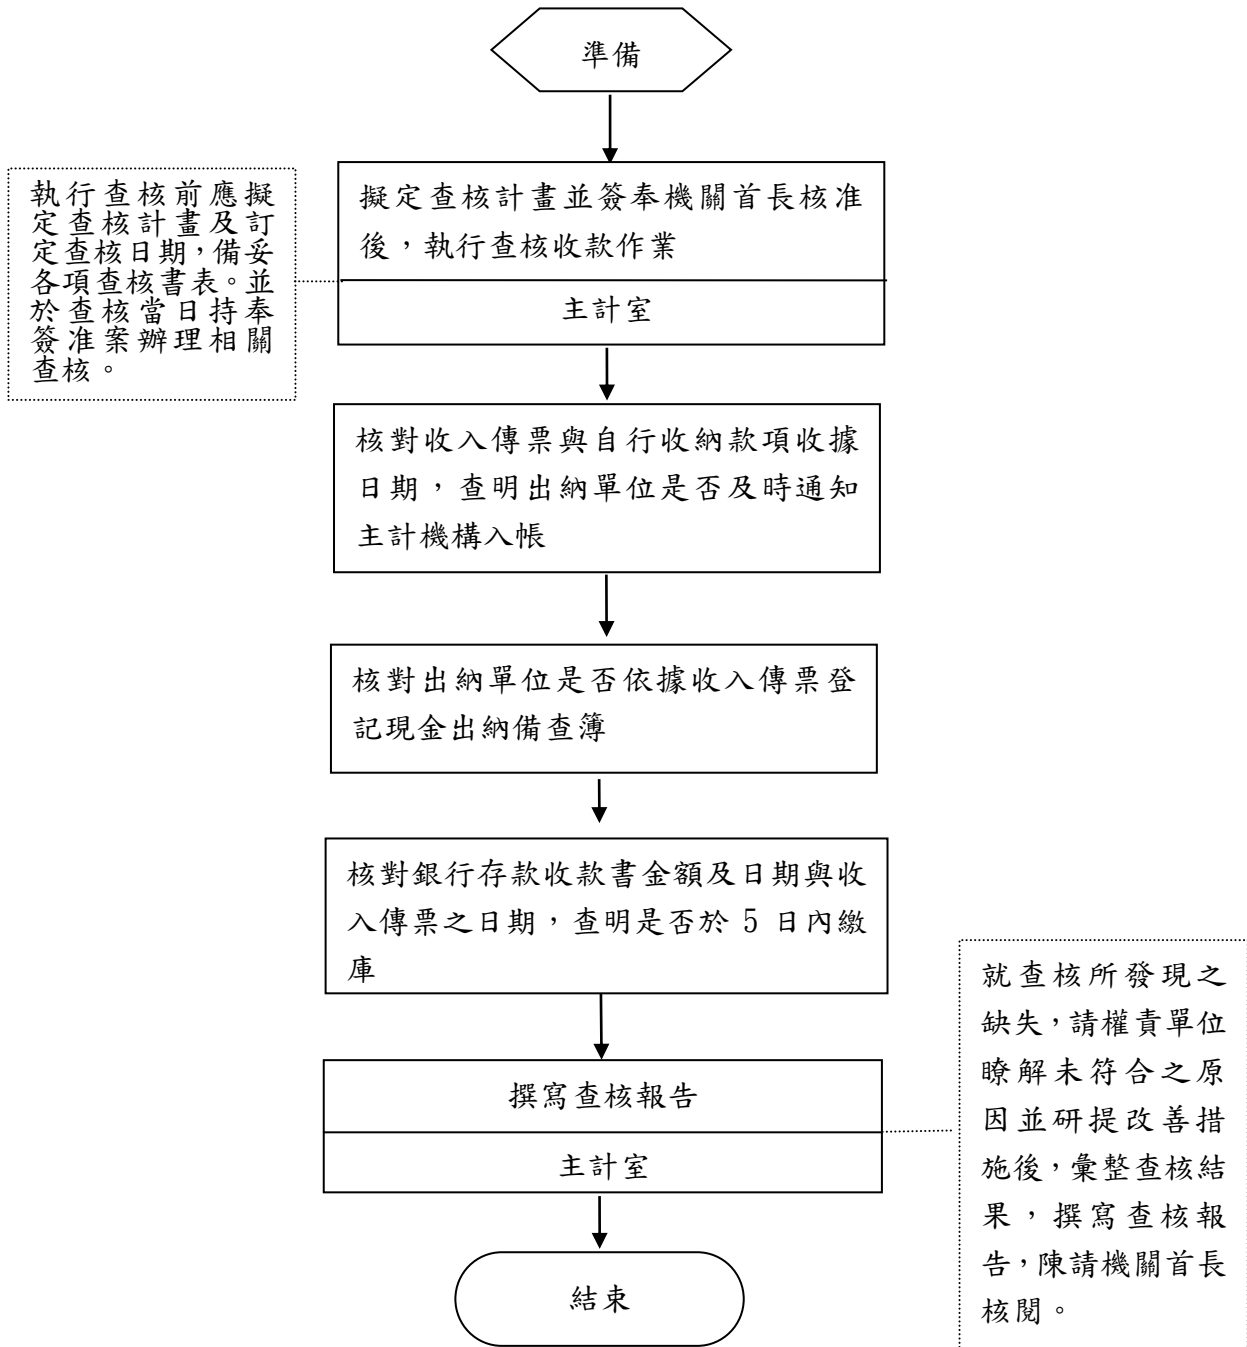 準備
擬定查核計畫並簽奉機關首長核准
後，執行查核收款作業
主計室
執行查核前應擬
定查核計畫及訂
定查核日期，備妥
各項查核書表。並
於查核當日持奉
簽准案辦理相關
查核。
核對收入傳票與自行收納款項收據
日期，查明出納單位是否及時通知
主計機構入帳
核對出納單位是否依據收入傳票登
記現金出納備查簿
核對銀行存款收款書金額及日期與收
入傳票之日期，查明是否於 5 日內繳
庫
撰寫查核報告
主計室
就查核所發現之
缺失，請權責單位
瞭解未符合之原
因並研提改善措
施後，彙整查核結
果，撰寫查核報
告，陳請機關首長
核閱。
結束